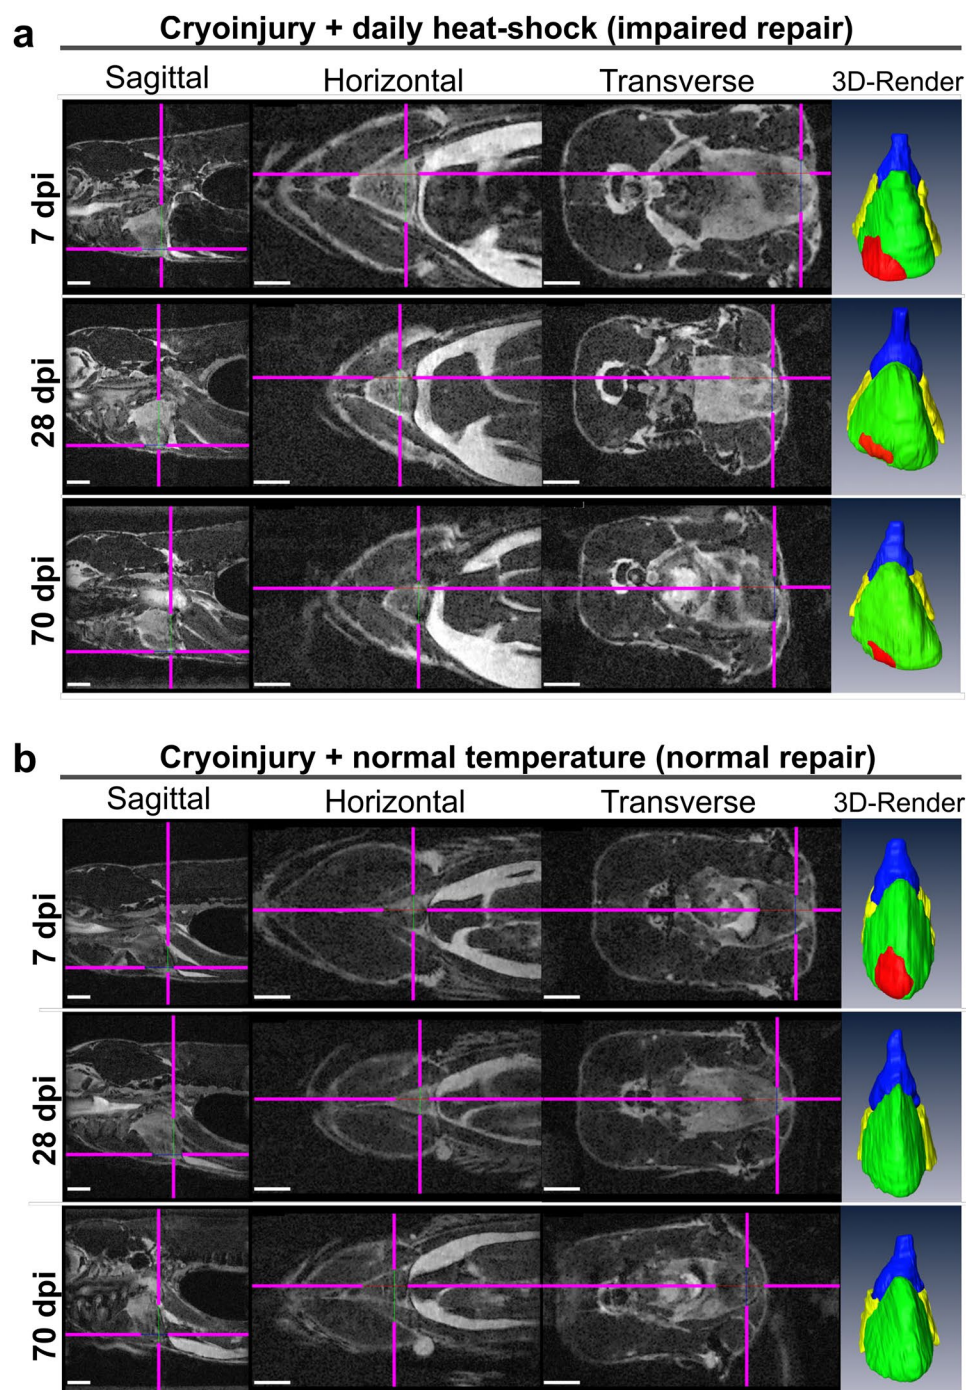 a
Cryoinjury + daily heat-shock (impaired repair)
Sagittal Horizontal Transverse 3D-Render
7 dpi
28 dpi
70 dpi
b
Cryoinjury + normal temperature (normal repair)
Sagittal Horizontal Transverse 3D-Render
7 dpi
28 dpi
70 dpi